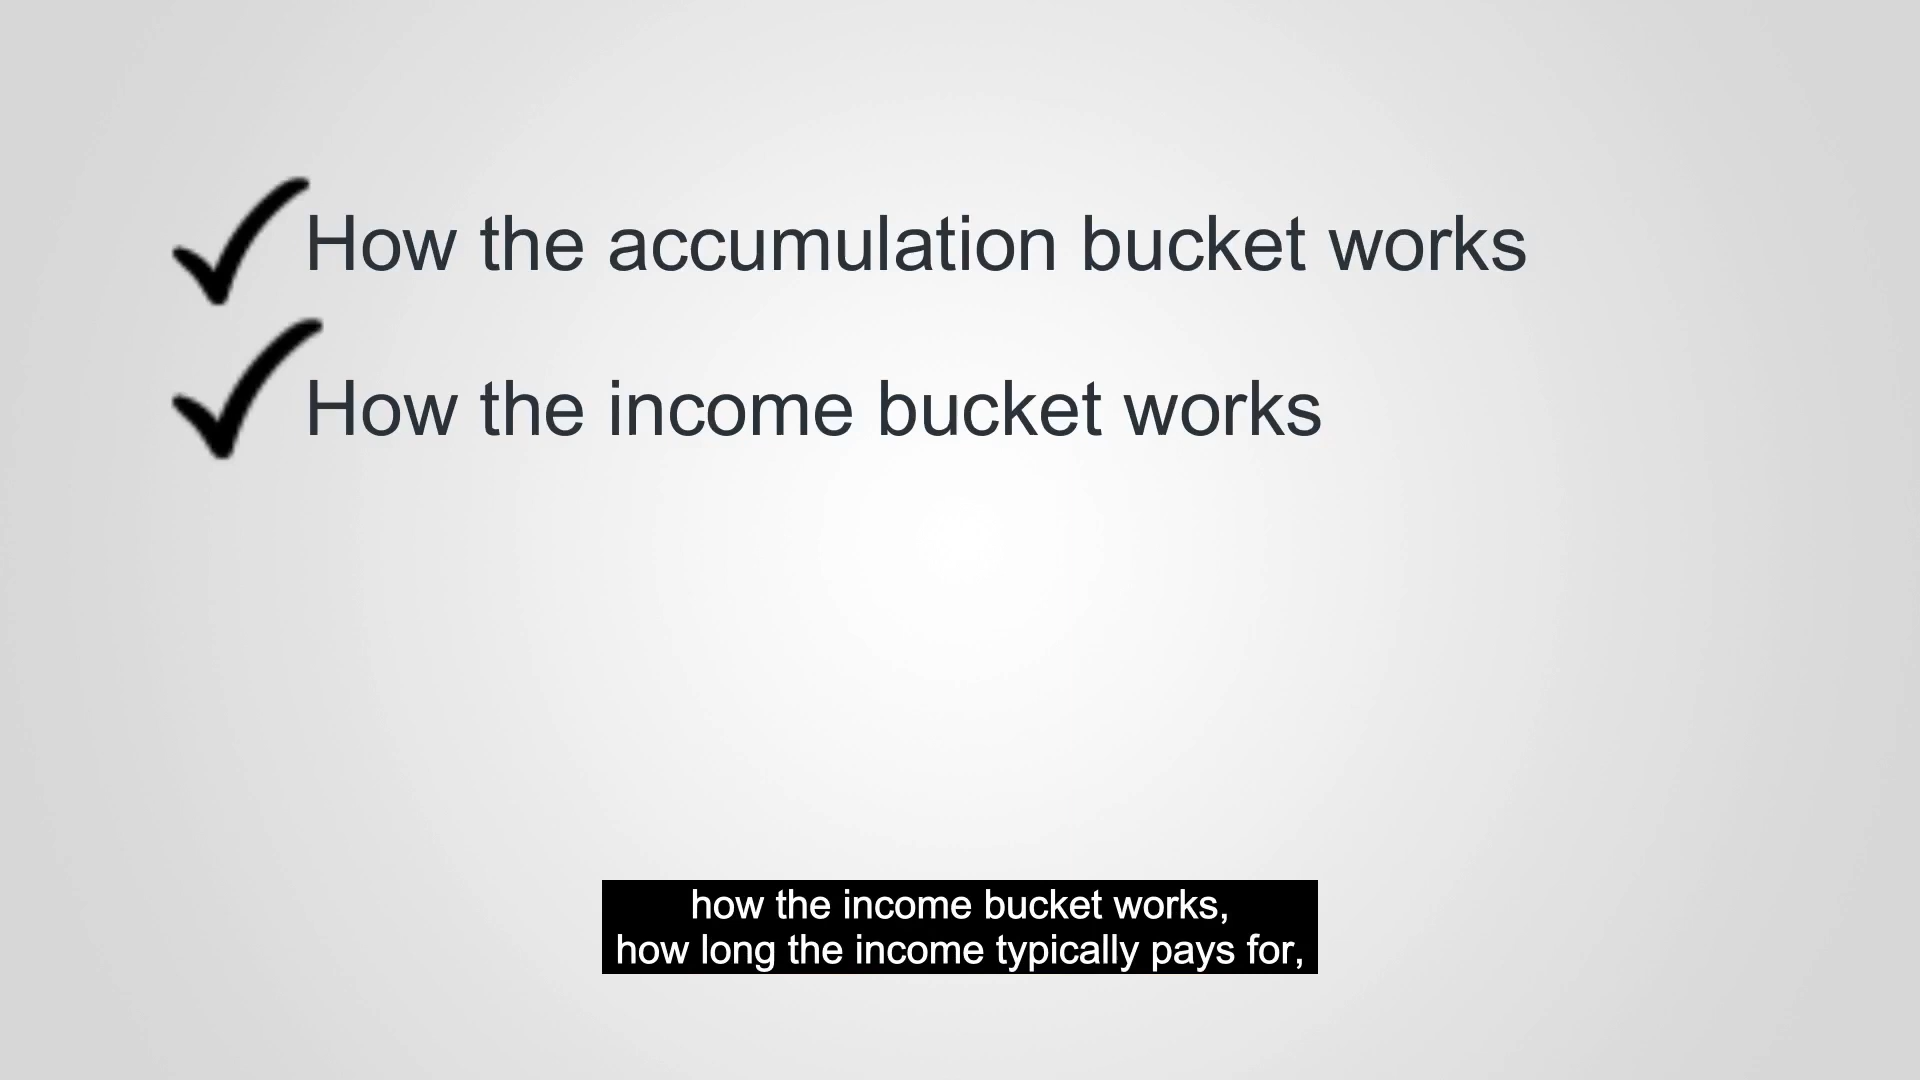 How the accumulation bucket works
How the income bucket works
how the income bucket works,
how long the income typically pays for,